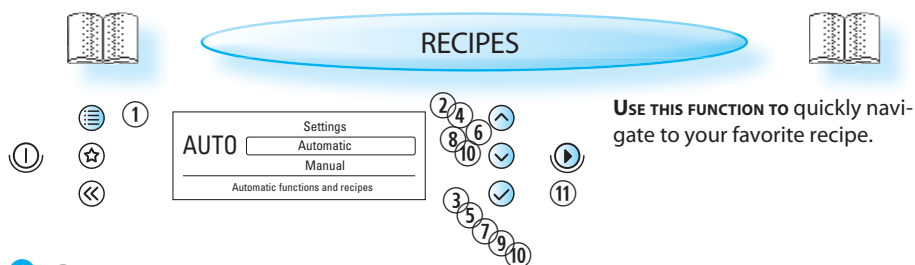 RECIPES
1
AUTO
Settings
Automatic
Manual
Automatic functions and recipes
2
4
6
8
10
3
5
7
9
10
11
USE THIS FUNCTION TO quickly navi-
gate to your favorite recipe.